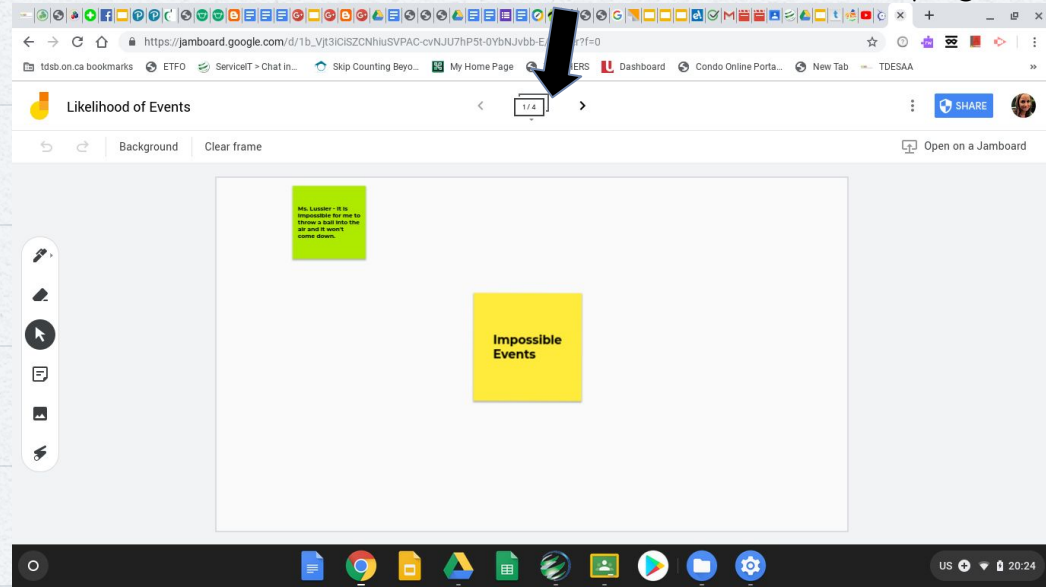 https://jamboard.google.com/d/1b_Vjt3iCiSZCNhiuSVPAC-cvNJU7hP5t-0YbNJvbb-E/
r?f=0
tdsb.on.ca bookmarks
ETFO
ServiceIT > Chat in...
Skip Counting Beyo...
My Home Page
ERS
Dashboard
Condo Online Porta...
New Tab
TDESAA
Likelihood of Events
1 / 4
SHARE
Background
Clear frame
Open on a Jamboard
Ms. Lussier - It is
impossible for me to
throw a ball into the
air and it won't
come down.
Impossible
Events
US
20:24